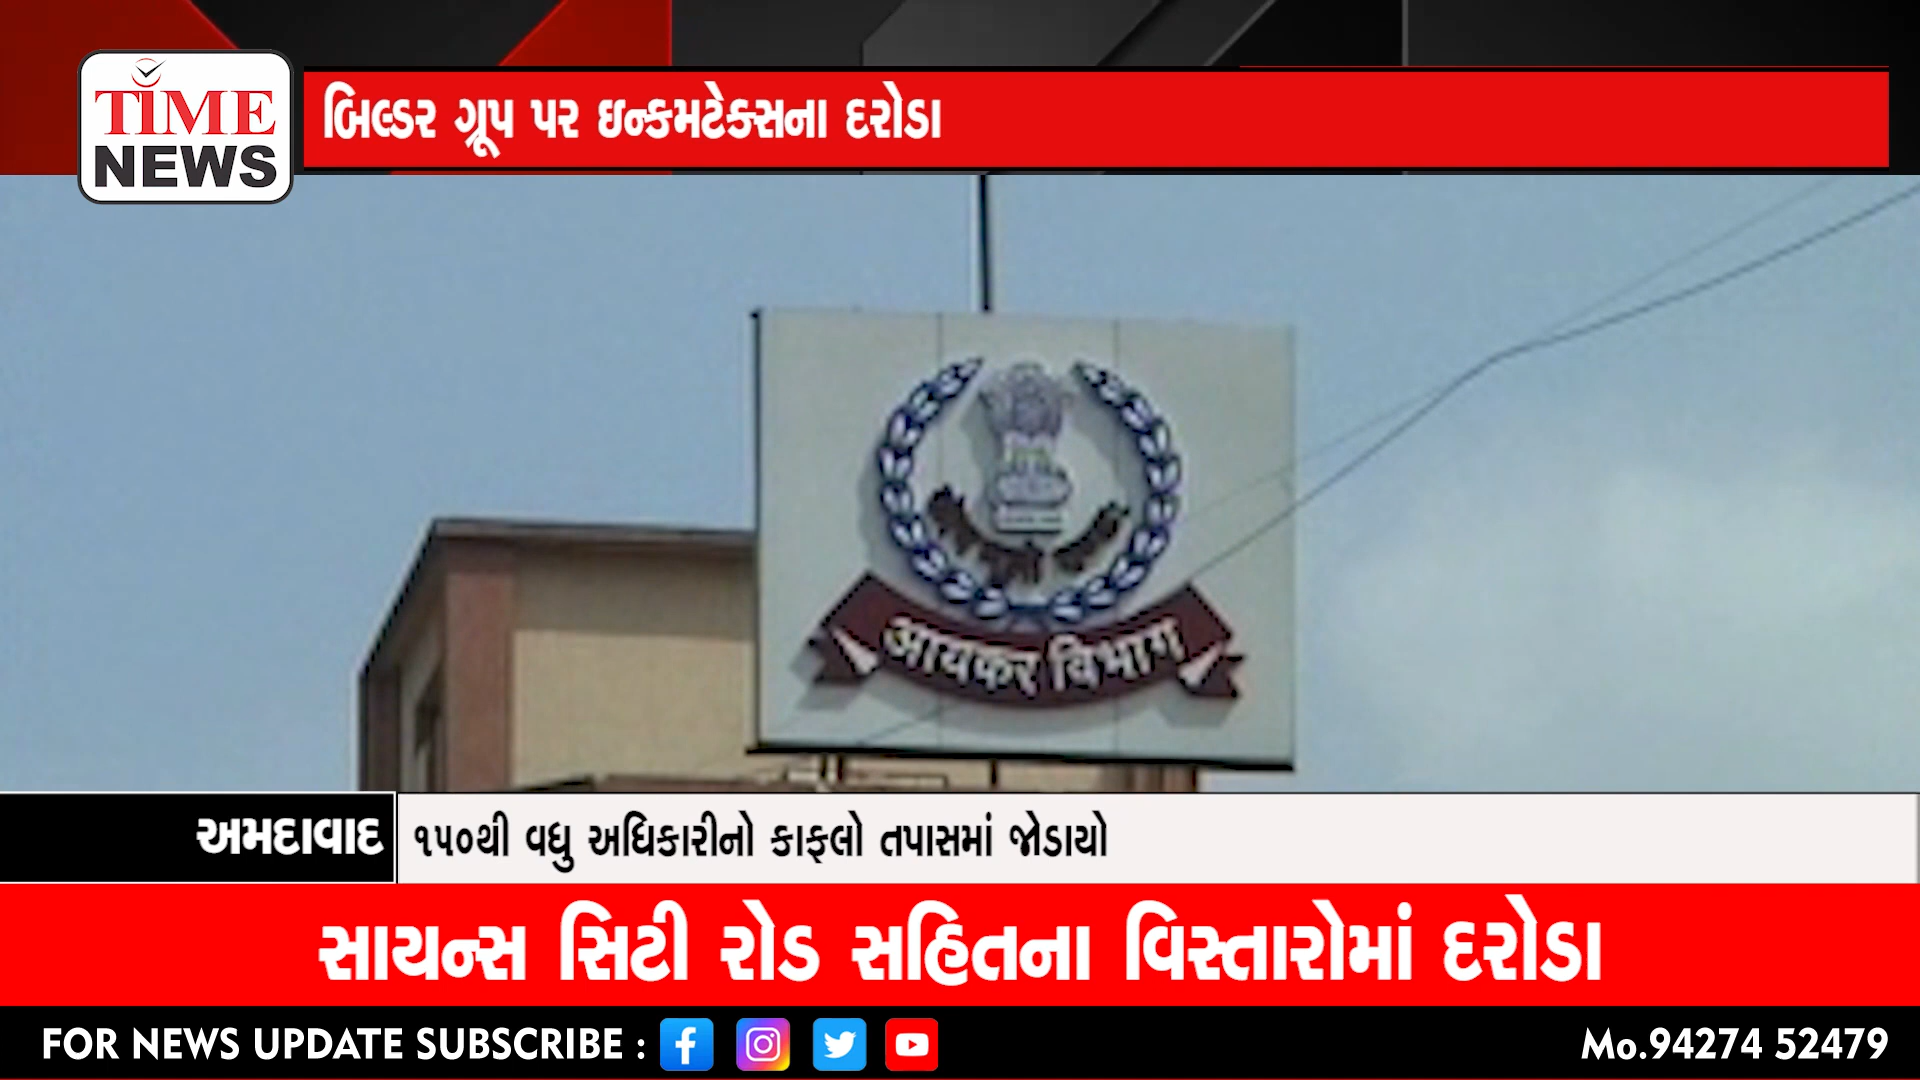 TIME
NEWS
બિલ્ડર ગ્રૂપ પર ઇન્કમટેક્સના દરોડા
आयकर विभाग
અમદાવાદ
૧૫૦થી વધુ અધિકારીનો કાફલો તપાસમાં જોડાયો
સાયન્સ સિટી રોડ સહિતના વિસ્તારોમાં દરોડા
FOR NEWS UPDATE SUBSCRIBE :
Mo.94274 52479